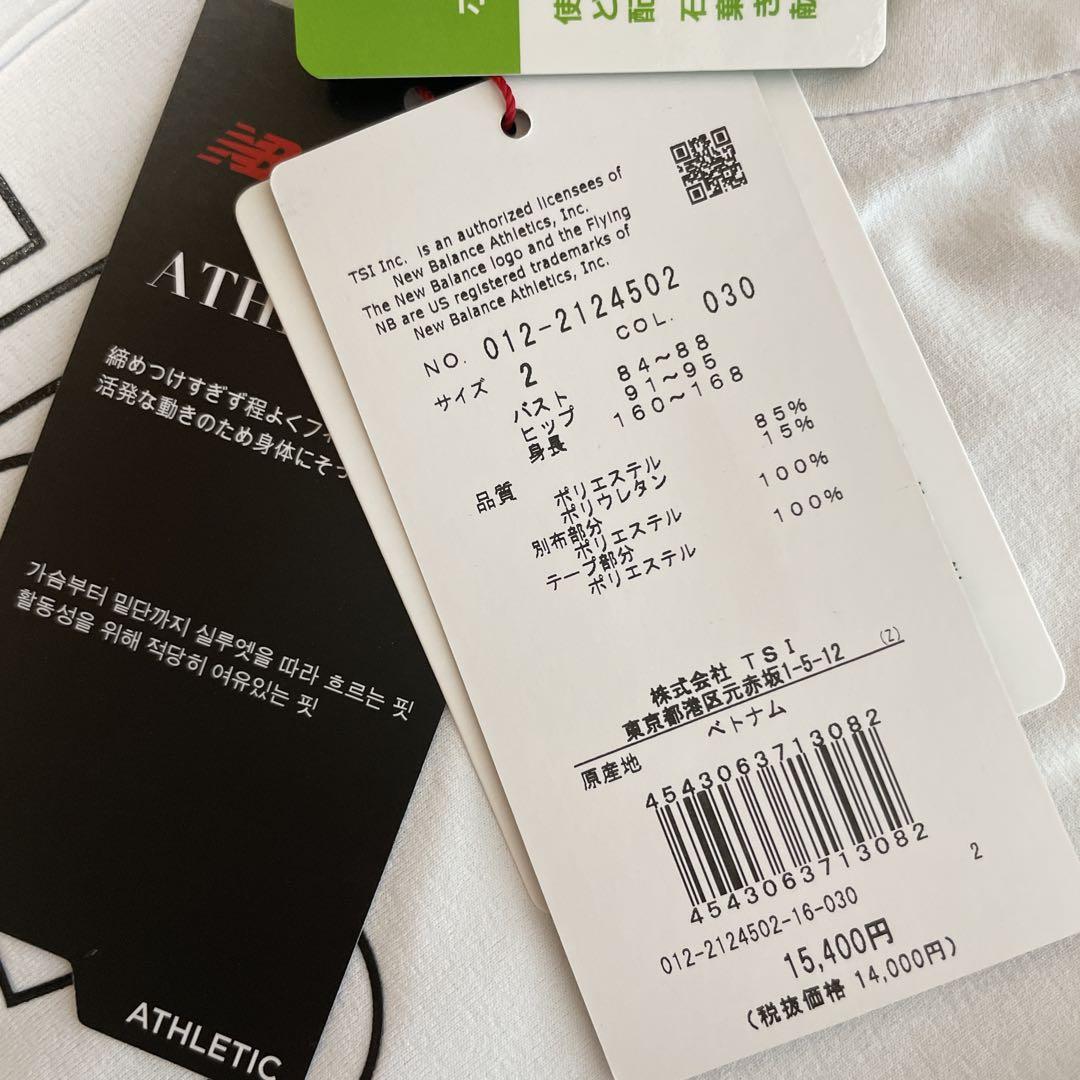 使
と
配
石
棄
NB
ATH
締めつけすぎず程よくフィ
活発な動きのため身体にそっ
가슴부터 밑단까지 실루엣을 따라 흐르는 핏
활동성을 위해 적당히 여유있는 핏
ATHLETIC
TSI Inc. is an authorized licensees of
New Balance Athletics, Inc.
The New Balance logo and the Flying
NB are US registered trademarks of
New Balance Athletics, Inc.
NO. 012-2124502
COL. 030
サイズ 2
バスト 84～88
ヒップ 91～95
身長 160～168
品質 ポリエステル 85%
ポリウレタン 15%
別布部分
ポリエステル 100%
テープ部分
ポリエステル 100%
株式会社 TSI (Z)
東京都港区元赤坂1-5-12
原産地 ベトナム
4543063713082
4543063713082
012-2124502-16-030 2
15,400円
(税抜価格 14,000円)